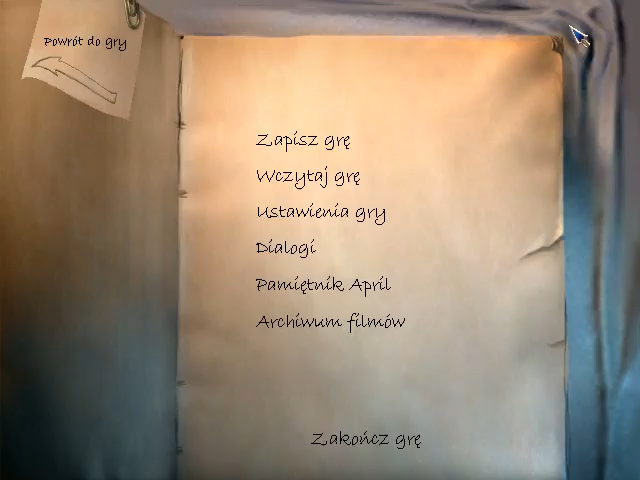 Powrót do gry
Zapisz grę
Wczytaj grę
Ustawienia gry
Dialogi
Pamiętnik April
Archiwum filmów
Zakończ grę